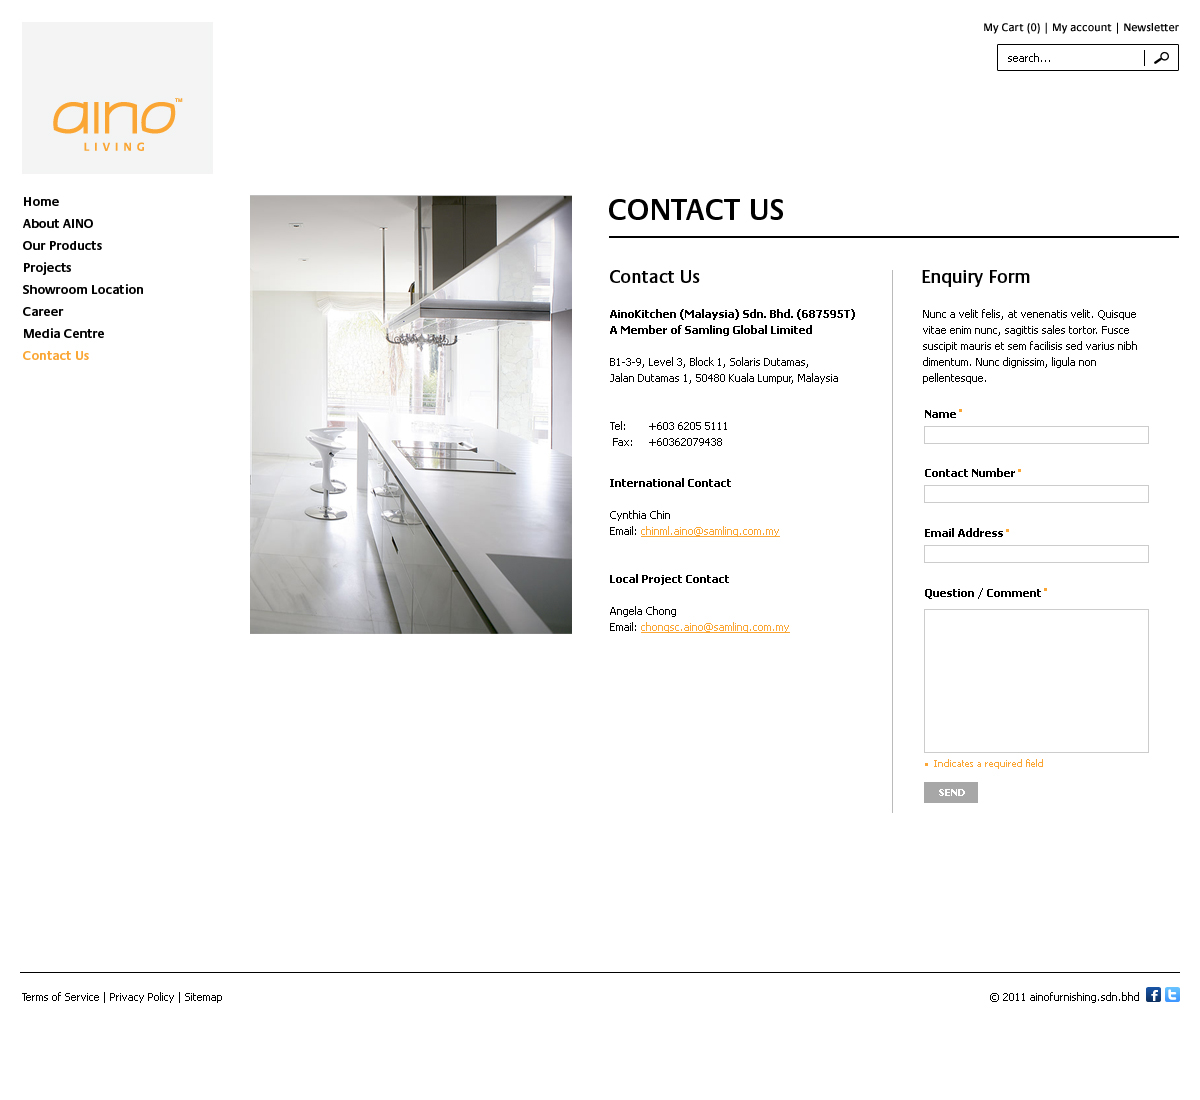 My Cart (0) | My account | Newsletter
search...
aino™
LIVING
Home
About AINO
Our Products
Projects
Showroom Location
Career
Media Centre
Contact Us
CONTACT US
Contact Us
AinoKitchen (Malaysia) Sdn. Bhd. (687595T)
A Member of Samling Global Limited
B1-3-9, Level 3, Block 1, Solaris Dutamas,
Jalan Dutamas 1, 50480 Kuala Lumpur, Malaysia
Tel: +603 6205 5111
Fax: +60362079438
International Contact
Cynthia Chin
Email: chinml.aino@samling.com.my
Local Project Contact
Angela Chong
Email: chongsc.aino@samling.com.my
Enquiry Form
Nunc a velit felis, at venenatis velit. Quisque
vitae enim nunc, sagittis sales tortor. Fusce
suscipit mauris et sem facilisis sed varius nibh
dimentum. Nunc dignissim, ligula non
pellentesque.
Name
Contact Number
Email Address
Question / Comment
Indicates a required field
SEND
Terms of Service | Privacy Policy | Sitemap
© 2011 ainofurnishing.sdn.bhd